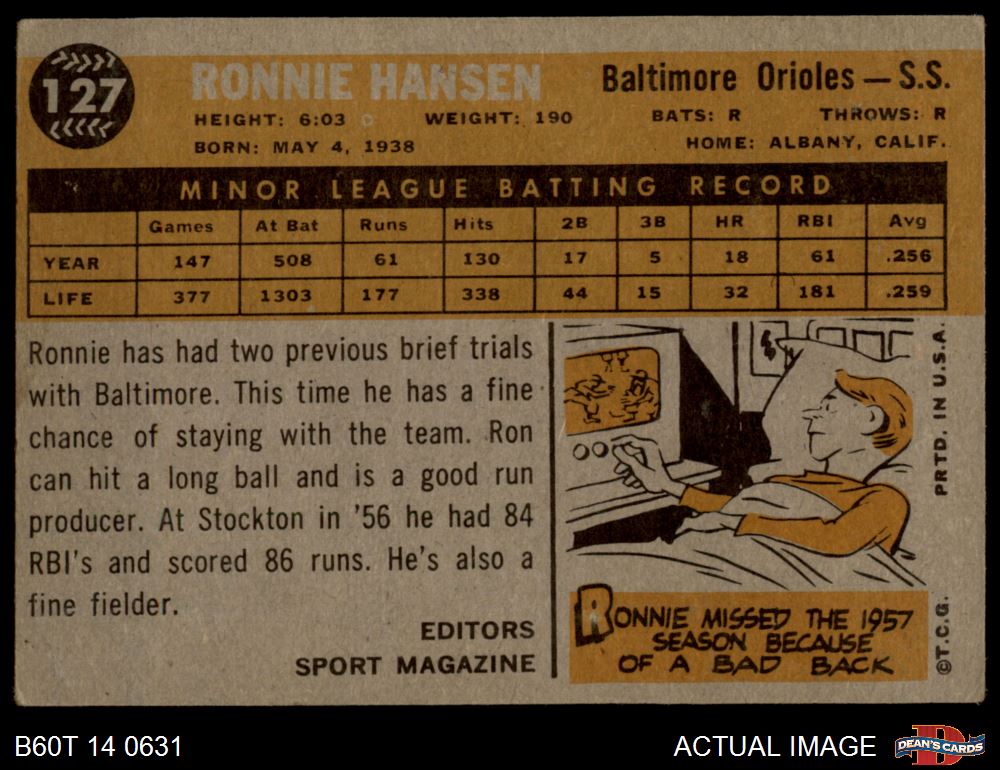 127
RONNIE HANSEN
Baltimore Orioles — S.S.
HEIGHT: 6:03 WEIGHT: 190 BATS: R THROWS: R
BORN: MAY 4, 1938 HOME: ALBANY, CALIF.
MINOR LEAGUE BATTING RECORD
Games At Bat Runs Hits 2B 3B HR RBI Avg
YEAR 147 508 61 130 17 5 18 61 .256
LIFE 377 1303 177 338 44 15 32 181 .259
Ronnie has had two previous brief trials
with Baltimore. This time he has a fine
chance of staying with the team. Ron
can hit a long ball and is a good run
producer. At Stockton in '56 he had 84
RBI's and scored 86 runs. He's also a
fine fielder.
EDITORS
SPORT MAGAZINE
RONNIE MISSED THE 1957
SEASON BECAUSE
OF A BAD BACK
©T.C.G. PRTD. IN U.S.A.
B60T 14 0631
ACTUAL IMAGE
DEAN'S CARDS